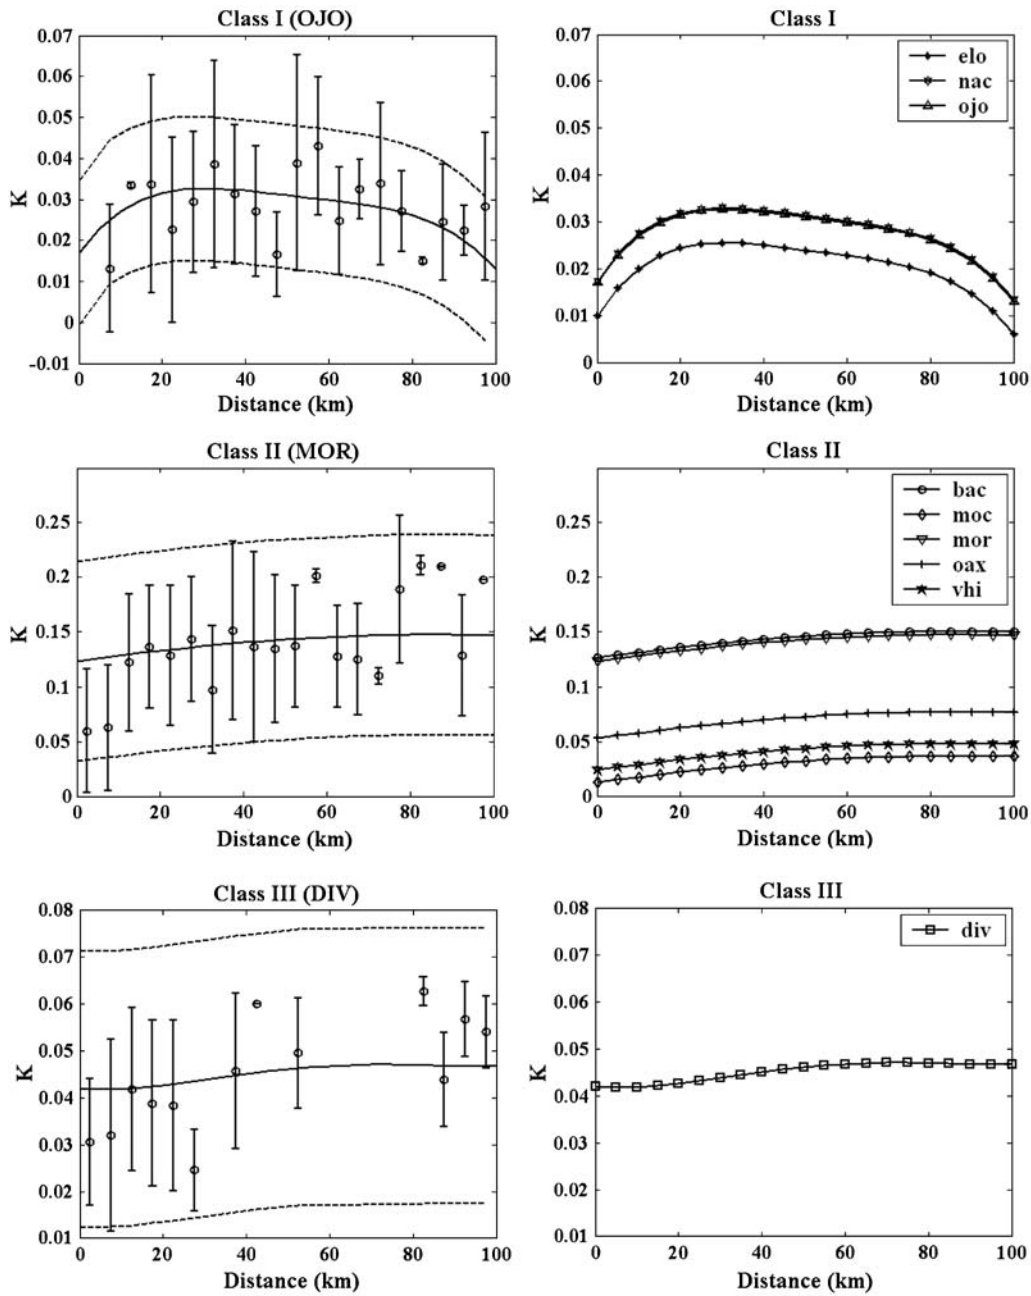 Class I (OJO)
0.07
0.06
0.05
0.04
0.03
0.02
0.01
0
-0.01
K
0 20 40 60 80 100
Distance (km)
Class I
0.07
0.06
0.05
0.04
0.03
0.02
0.01
0
K
elo
nac
ojo
0 20 40 60 80 100
Distance (km)
Class II (MOR)
0.25
0.2
0.15
0.1
0.05
0
K
0 20 40 60 80 100
Distance (km)
Class II
0.25
0.2
0.15
0.1
0.05
0
K
bac
moc
mor
oax
vhi
0 20 40 60 80 100
Distance (km)
Class III (DIV)
0.08
0.07
0.06
0.05
0.04
0.03
0.02
0.01
K
0 20 40 60 80 100
Distance (km)
Class III
0.08
0.07
0.06
0.05
0.04
0.03
0.02
0.01
K
div
0 20 40 60 80 100
Distance (km)